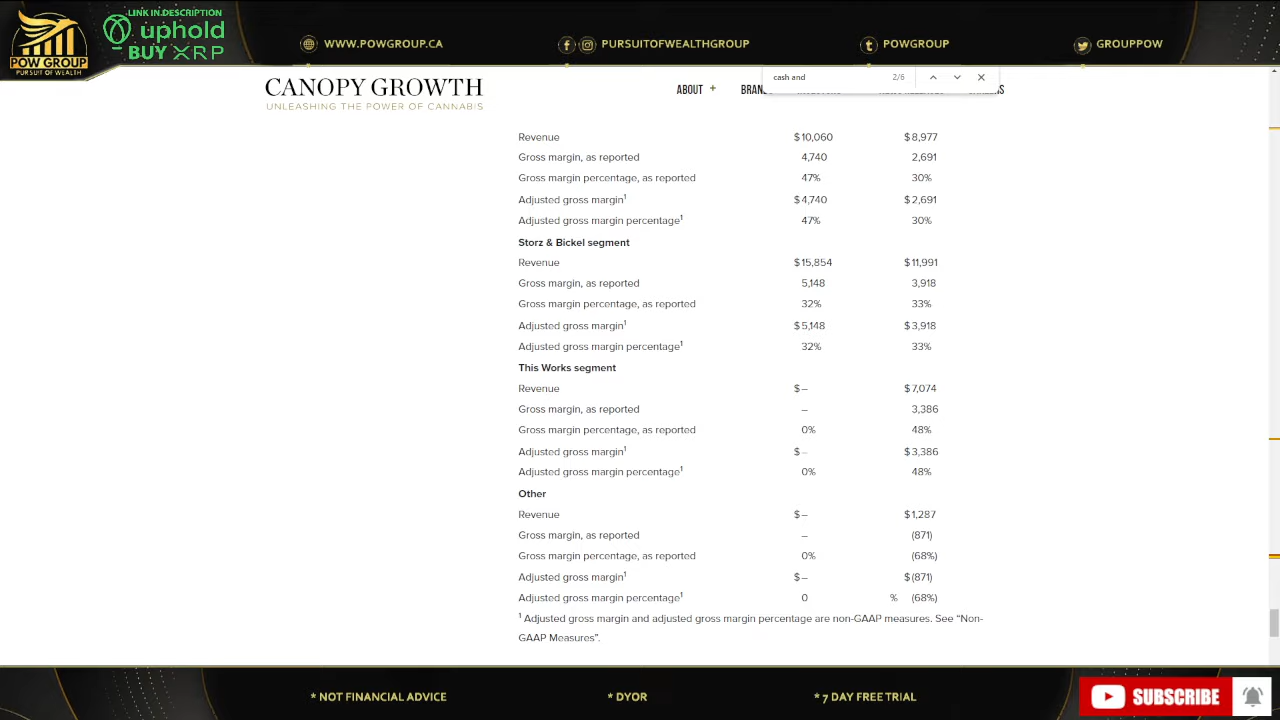 LINK IN DESCRIPTION
uphold
BUY XRP
POW GROUP
PURSUIT OF WEALTH
WWW.POWGROUP.CA
PURSUITOFWEALTHGROUP
POWGROUP
GROUPPOW
CANOPY GROWTH
UNLEASHING THE POWER OF CANNABIS
ABOUT +
cash and 2/6
Revenue $ 10,060 $ 8,977
Gross margin, as reported 4,740 2,691
Gross margin percentage, as reported 47% 30%
Adjusted gross margin¹ $ 4,740 $ 2,691
Adjusted gross margin percentage¹ 47% 30%
Storz & Bickel segment
Revenue $ 15,854 $ 11,991
Gross margin, as reported 5,148 3,918
Gross margin percentage, as reported 32% 33%
Adjusted gross margin¹ $ 5,148 $ 3,918
Adjusted gross margin percentage¹ 32% 33%
This Works segment
Revenue $ – $ 7,074
Gross margin, as reported – 3,386
Gross margin percentage, as reported 0% 48%
Adjusted gross margin¹ $ – $ 3,386
Adjusted gross margin percentage¹ 0% 48%
Other
Revenue $ – $ 1,287
Gross margin, as reported – (871)
Gross margin percentage, as reported 0% (68%)
Adjusted gross margin¹ $ – $ (871)
Adjusted gross margin percentage¹ 0 % (68%)
¹ Adjusted gross margin and adjusted gross margin percentage are non-GAAP measures. See “Non-
GAAP Measures”.
* NOT FINANCIAL ADVICE
* DYOR
* 7 DAY FREE TRIAL
SUBSCRIBE